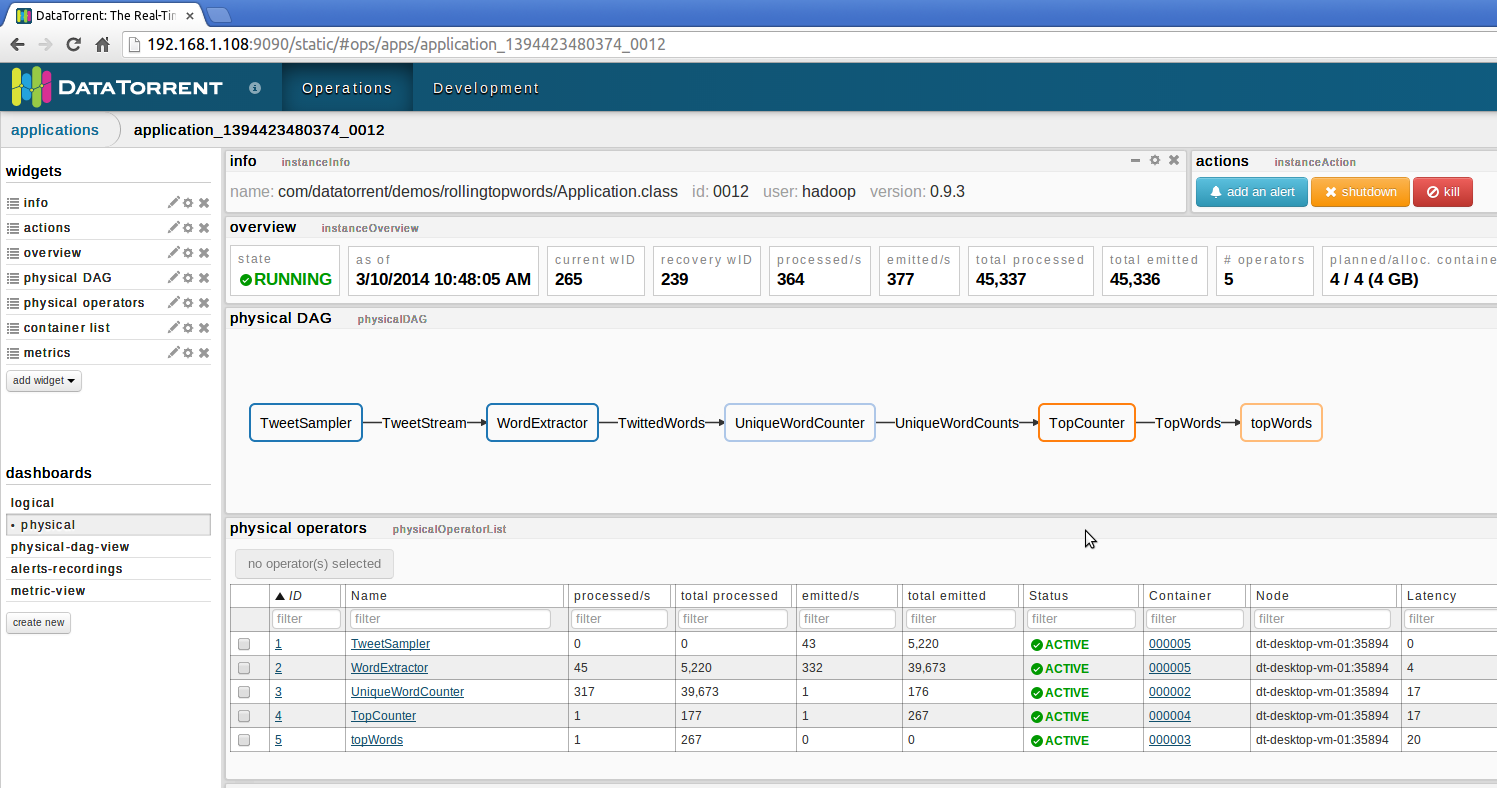 DataTorrent: The Real-Tim
192.168.1.108:9090/static/#ops/apps/application_1394423480374_0012
DATATORRENT Operations Development
applications application_1394423480374_0012
widgets
info
actions
overview
physical DAG
physical operators
container list
metrics
add widget
dashboards
logical
• physical
physical-dag-view
alerts-recordings
metric-view
create new
info instanceInfo
name: com/datatorrent/demos/rollingtopwords/Application.class id: 0012 user: hadoop version: 0.9.3
actions instanceAction
add an alert shutdown kill
overview instanceOverview
state as of current wID recovery wID processed/s emitted/s total processed total emitted # operators planned/alloc. containe
RUNNING 3/10/2014 10:48:05 AM 265 239 364 377 45,337 45,336 5 4 / 4 (4 GB)
physical DAG physicalDAG
TweetSampler TweetStream WordExtractor TwittedWords UniqueWordCounter UniqueWordCounts TopCounter TopWords topWords
physical operators physicalOperatorList
no operator(s) selected
ID Name processed/s total processed emitted/s total emitted Status Container Node Latency
filter filter filter filter filter filter filter filter filter filter
1 TweetSampler 0 0 43 5,220 ACTIVE 000005 dt-desktop-vm-01:35894 0
2 WordExtractor 45 5,220 332 39,673 ACTIVE 000005 dt-desktop-vm-01:35894 4
3 UniqueWordCounter 317 39,673 1 176 ACTIVE 000002 dt-desktop-vm-01:35894 17
4 TopCounter 1 177 1 267 ACTIVE 000004 dt-desktop-vm-01:35894 17
5 topWords 1 267 0 0 ACTIVE 000003 dt-desktop-vm-01:35894 20